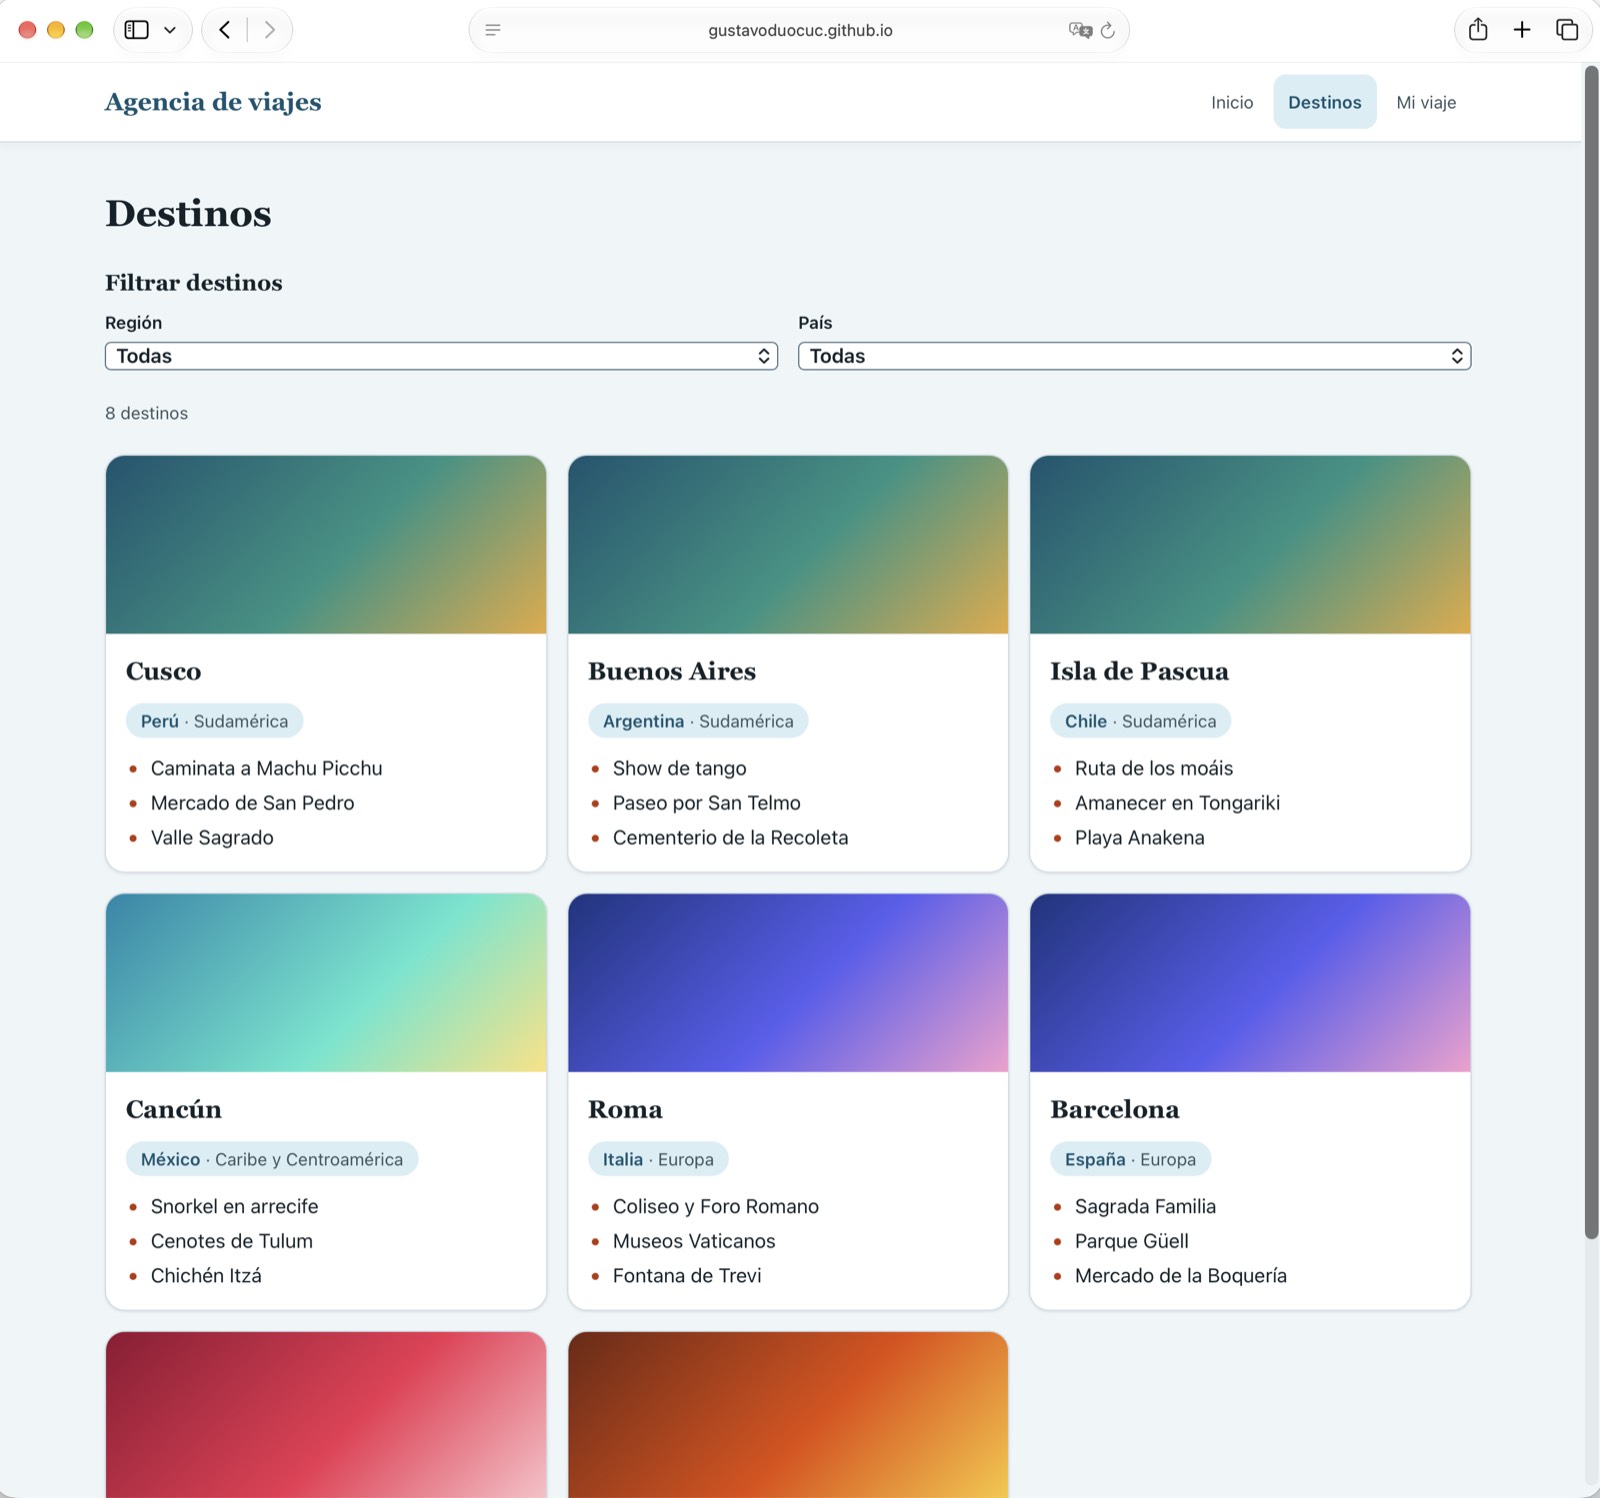 gustavoduocuc.github.io
Agencia de viajes
Inicio
Destinos
Mi viaje
Destinos
Filtrar destinos
Región
País
Todas
Todas
8 destinos
Cusco
Perú · Sudamérica
Caminata a Machu Picchu
Mercado de San Pedro
Valle Sagrado
Buenos Aires
Argentina · Sudamérica
Show de tango
Paseo por San Telmo
Cementerio de la Recoleta
Isla de Pascua
Chile · Sudamérica
Ruta de los moáis
Amanecer en Tongariki
Playa Anakena
Cancún
México · Caribe y Centroamérica
Snorkel en arrecife
Cenotes de Tulum
Chichén Itzá
Roma
Italia · Europa
Coliseo y Foro Romano
Museos Vaticanos
Fontana de Trevi
Barcelona
España · Europa
Sagrada Familia
Parque Güell
Mercado de la Boquería